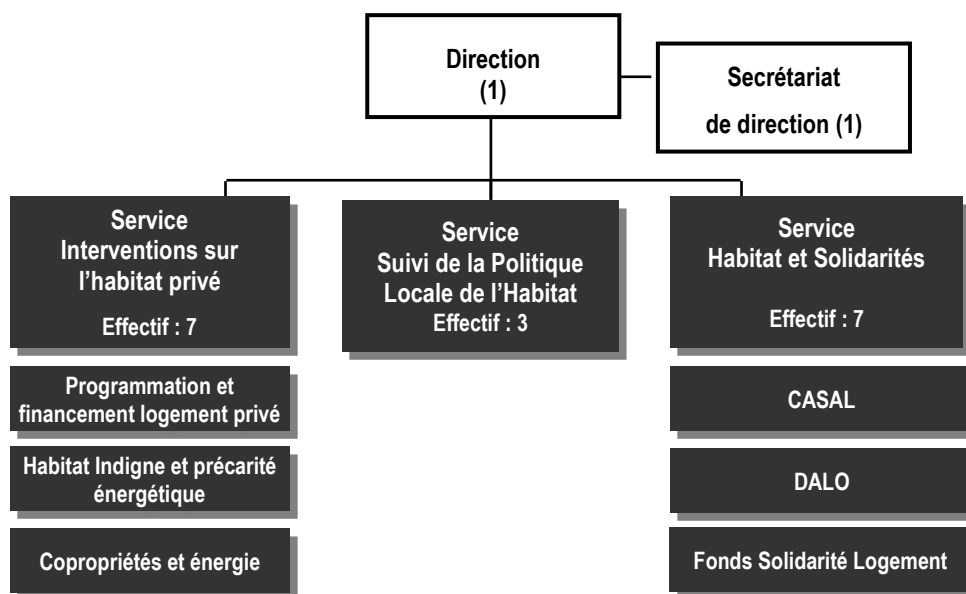 Direction
(1)
Secrétariat
de direction (1)
Service
Interventions sur
l’habitat privé
Effectif : 7
Service
Suivi de la Politique
Locale de l’Habitat
Effectif : 3
Service
Habitat et Solidarités
Effectif : 7
Programmation et
financement logement privé
Habitat Indigne et précarité
énergétique
Copropriétés et énergie
CASAL
DALO
Fonds Solidarité Logement